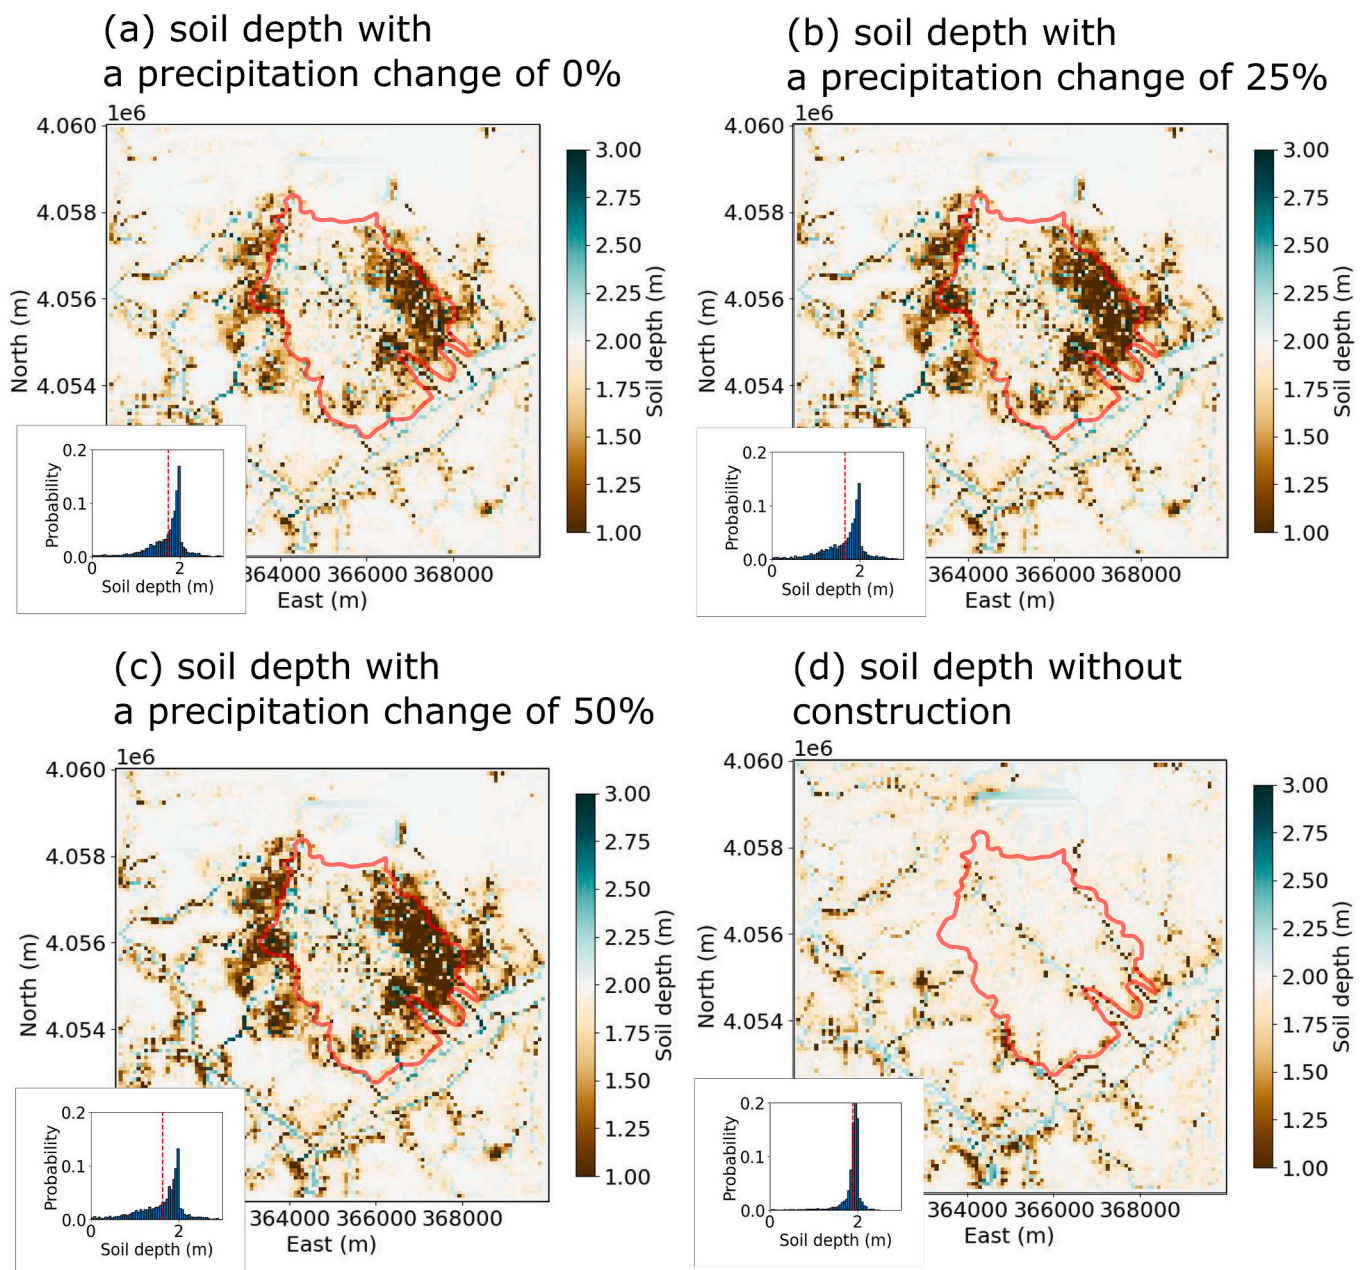 (a) soil depth with
a precipitation change of 0%
1e6
4.060
4.058
4.056
4.054
North (m)
3.00
2.75
2.50
2.25
2.00
1.75
1.50
1.25
1.00
Soil depth (m)
0.2
0.1
0.0
Probability
0
2
Soil depth (m)
364000 366000 368000
East (m)
(b) soil depth with
a precipitation change of 25%
1e6
4.060
4.058
4.056
4.054
North (m)
3.00
2.75
2.50
2.25
2.00
1.75
1.50
1.25
1.00
Soil depth (m)
0.2
0.1
0.0
Probability
0
2
Soil depth (m)
364000 366000 368000
East (m)
(c) soil depth with
a precipitation change of 50%
1e6
4.060
4.058
4.056
4.054
North (m)
3.00
2.75
2.50
2.25
2.00
1.75
1.50
1.25
1.00
Soil depth (m)
0.2
0.1
0.0
Probability
0
2
Soil depth (m)
364000 366000 368000
East (m)
(d) soil depth without
construction
1e6
4.060
4.058
4.056
4.054
North (m)
3.00
2.75
2.50
2.25
2.00
1.75
1.50
1.25
1.00
Soil depth (m)
0.2
0.1
0.0
Probability
0
2
Soil depth (m)
364000 366000 368000
East (m)